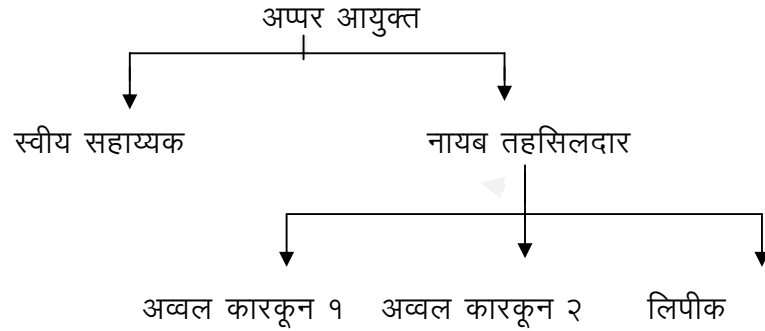 अप्पर आयुक्त
स्वीय सहाय्यक नायब तहसिलदार
अव्वल कारकून १ अव्वल कारकून २ लिपीक